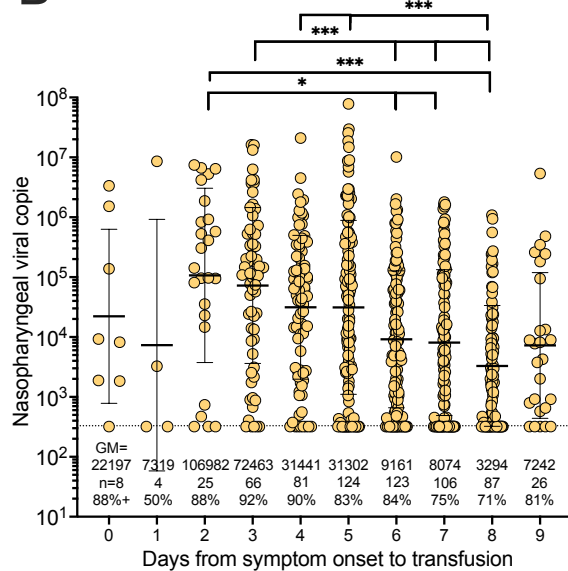 ***
***
***
*
10⁸
10⁷
10⁶
10⁵
10⁴
10³
10²
10¹
Nasopharyngeal viral copie
GM=
22197 7319 106982 72463 31441 31302 9161 8074 3294 7242
n=8 4 25 66 81 124 123 106 87 26
88%+ 50% 88% 92% 90% 83% 84% 75% 71% 81%
0 1 2 3 4 5 6 7 8 9
Days from symptom onset to transfusion